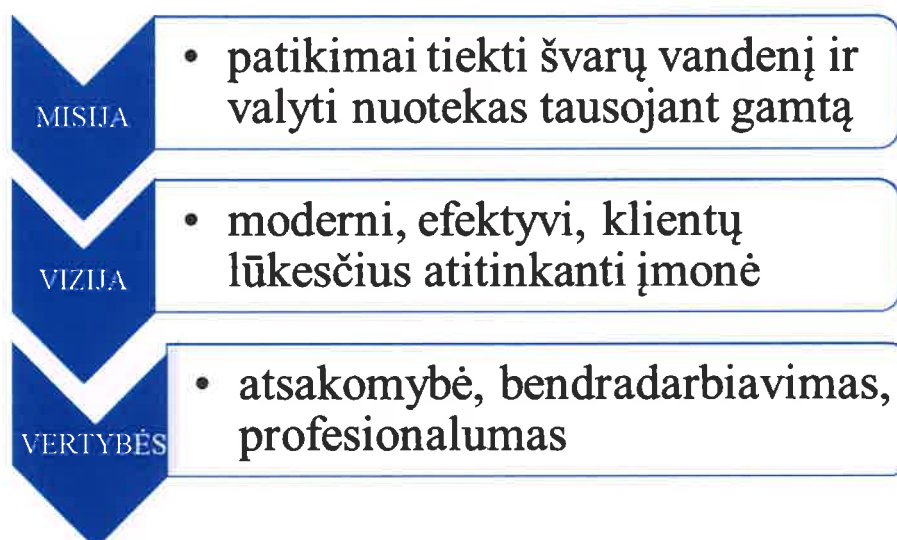 MISIJA
• patikimai tiekti švarų vandenį ir
valyti nuotekas tausojant gamtą
VIZIJA
• moderni, efektyvi, klientų
lūkesčius atitinkanti įmonė
VERTYBĖS
• atsakomybė, bendradarbiavimas,
profesionalumas